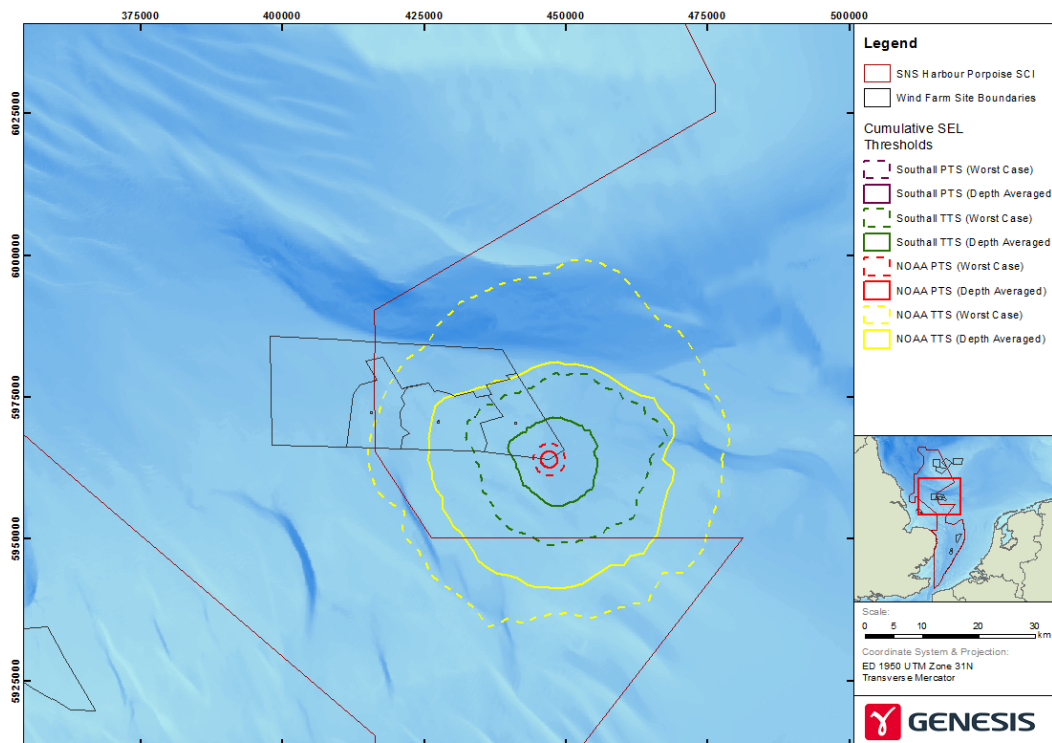 375000
400000
425000
450000
475000
500000
6025000
6000000
5975000
5950000
5925000
Legend
SNS Harbour Porpoise SCI
Wind Farm Site Boundaries
Cumulative SEL
Thresholds
Southall PTS (Worst Case)
Southall PTS (Depth Averaged)
Southall TTS (Worst Case)
Southall TTS (Depth Averaged)
NOAA PTS (Worst Case)
NOAA PTS (Depth Averaged)
NOAA TTS (Worst Case)
NOAA TTS (Depth Averaged)
Scale:
0 5 10 20 30
km
Coordinate System & Projection:
ED 1950 UTM Zone 31N
Transverse Mercator
GENESIS